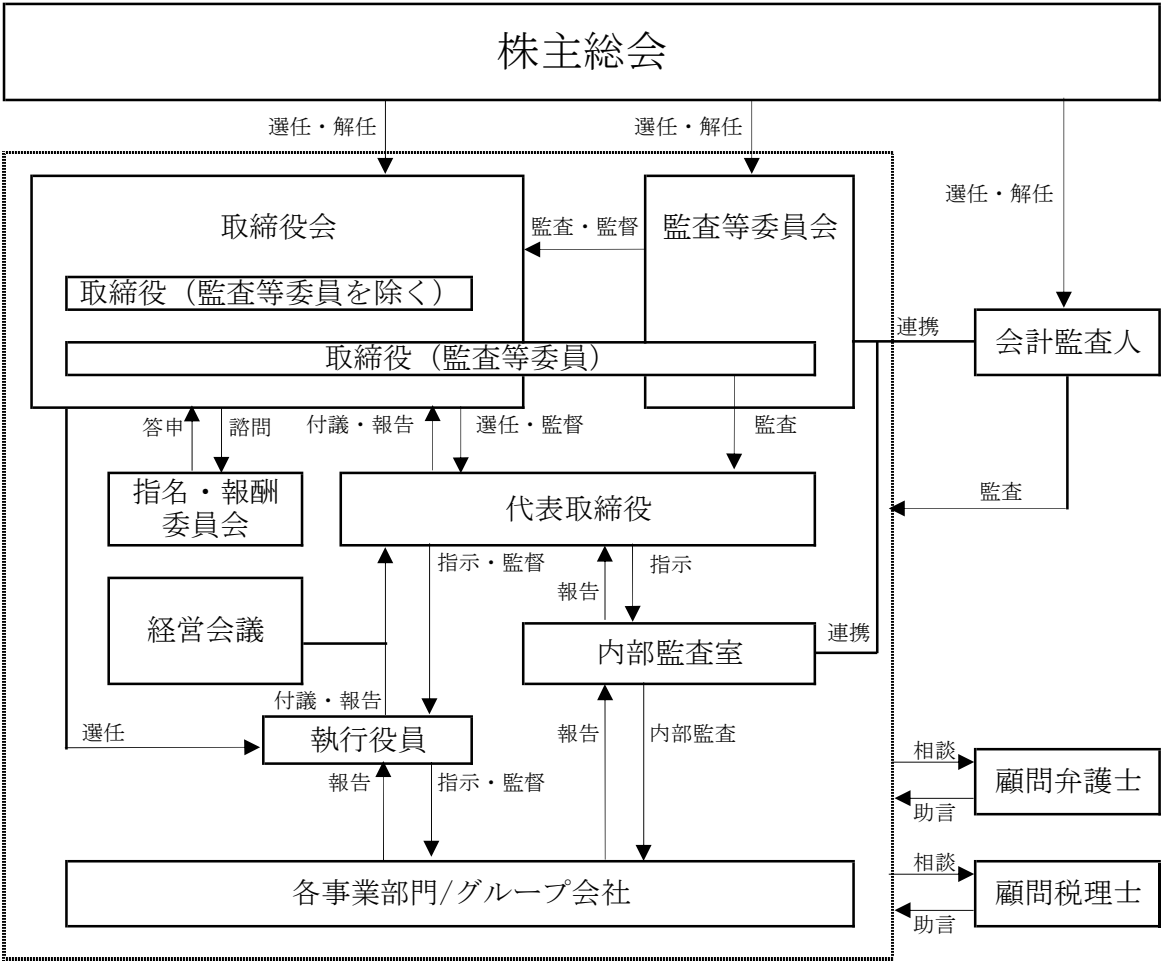 株主総会
選任・解任
選任・解任
選任・解任
取締役会
監査・監督
監査等委員会
取締役（監査等委員を除く）
連携
会計監査人
取締役（監査等委員）
答申
諮問
付議・報告
選任・監督
監査
指名・報酬
委員会
代表取締役
監査
指示・監督
報告
指示
経営会議
内部監査室
連携
付議・報告
選任
執行役員
報告
内部監査
報告
指示・監督
相談
顧問弁護士
助言
各事業部門/グループ会社
相談
顧問税理士
助言